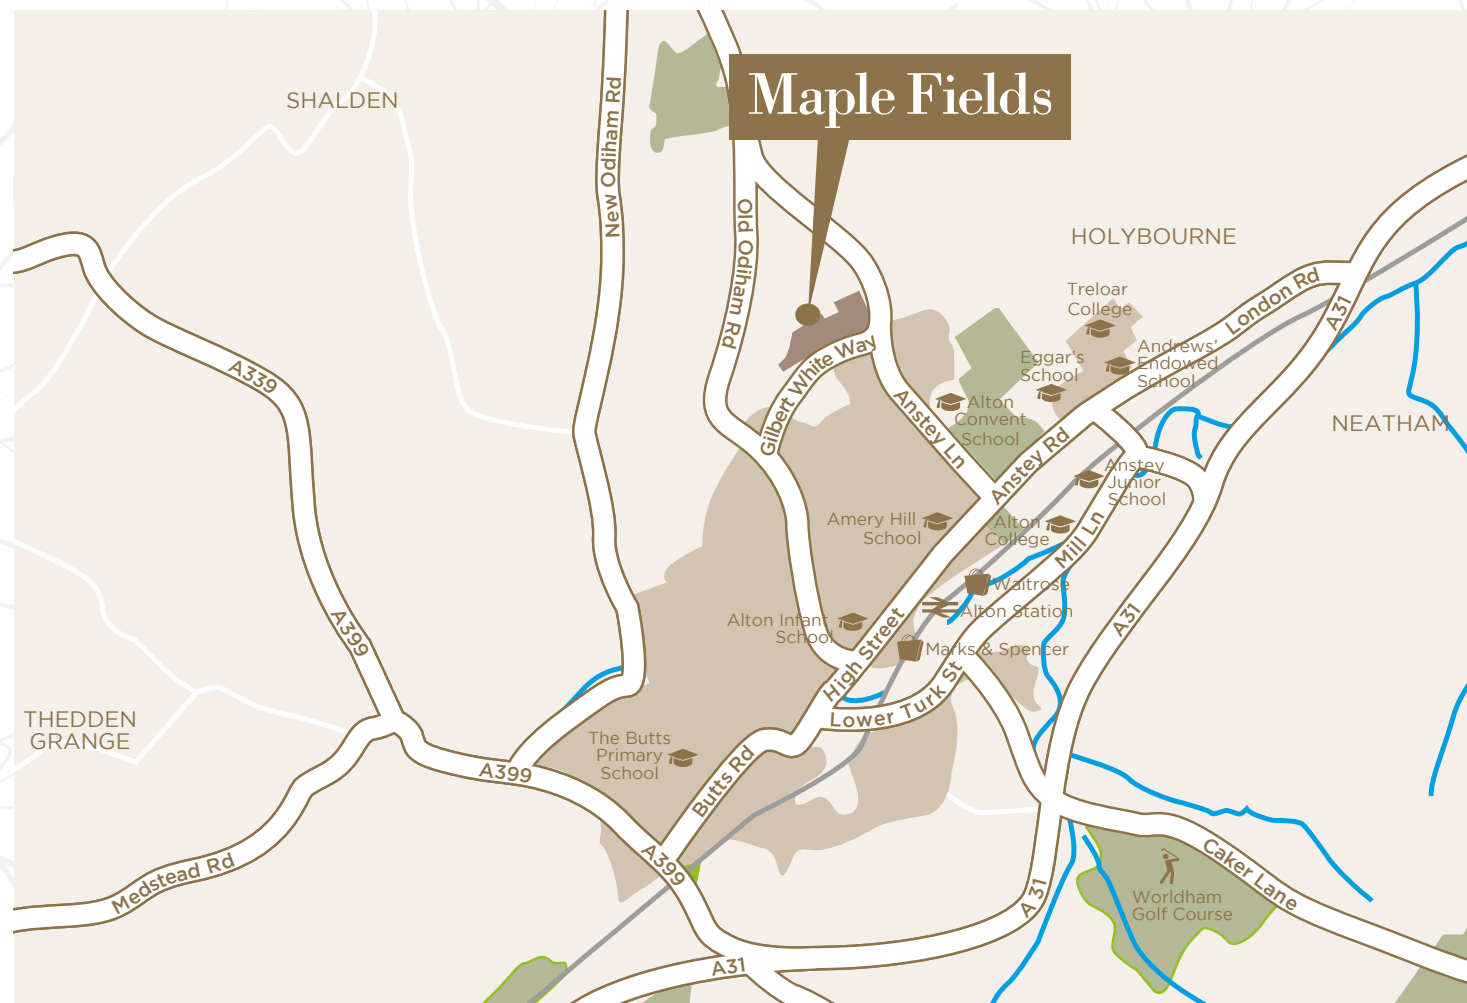 Maple Fields
SHALDEN
New Odiham Rd
Old Odiham Rd
HOLYBOURNE
Treloar
College
London Rd
A31
Andrews'
Endowed
School
Eggar's
School
Gilbert White Way
A339
Alton
Convent
School
Anstey Ln
Anstey Rd
NEATHAM
Anstey
Junior
School
Amery Hill
School
Alton
College
Mill Ln
Waitrose
Alton Station
A31
A399
Alton Infant
School
High Street
Marks & Spencer
Lower Turk St
THEDDEN
GRANGE
The Butts
Primary
School
A399
Butts Rd
Medstead Rd
A399
Caker Lane
Worldham
Golf Course
A 31
A31